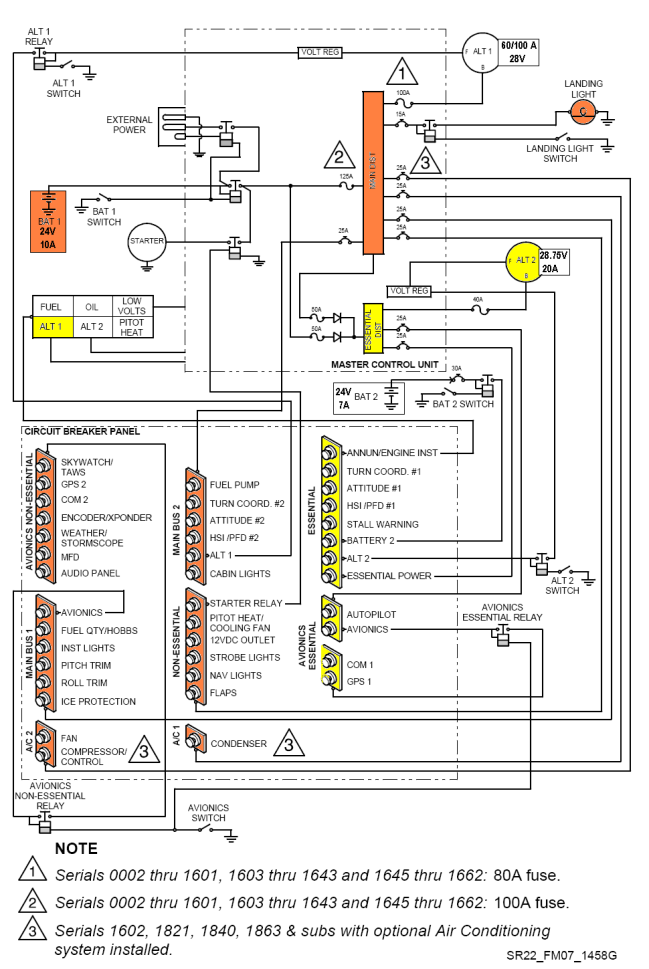 ALT 1
RELAY
ALT 1
SWITCH
VOLT REG
F
ALT 1
B
60/100 A
28V
1
100A
15A
LANDING
LIGHT
LANDING LIGHT
SWITCH
EXTERNAL
POWER
2
125A
MAIN DIST
3
25A
25A
25A
25A
25A
BAT 1
24V
10A
BAT 1
SWITCH
STARTER
F
ALT 2
B
28.75V
20A
VOLT REG
40A
FUEL
OIL
LOW
VOLTS
ALT 1
ALT 2
PITOT
HEAT
50A
50A
ESSENTIAL
DIST
25A
25A
MASTER CONTROL UNIT
24V
7A
BAT 2
30A
BAT 2 SWITCH
CIRCUIT BREAKER PANEL
AVIONICS NON-ESSENTIAL
SKYWATCH/
TAWS
GPS 2
COM 2
ENCODER/XPONDER
WEATHER/
STORMSCOPE
MFD
AUDIO PANEL
MAIN BUS 2
FUEL PUMP
TURN COORD. #2
ATTITUDE #2
HSI /PFD #2
ALT 1
CABIN LIGHTS
ESSENTIAL
ANNUN/ENGINE INST
TURN COORD. #1
ATTITUDE #1
HSI /PFD #1
STALL WARNING
BATTERY 2
ALT 2
ESSENTIAL POWER
ALT 2
SWITCH
MAIN BUS 1
AVIONICS
FUEL QTY/HOBBS
INST LIGHTS
PITCH TRIM
ROLL TRIM
ICE PROTECTION
NON-ESSENTIAL
STARTER RELAY
PITOT HEAT/
COOLING FAN
12VDC OUTLET
STROBE LIGHTS
NAV LIGHTS
FLAPS
AVIONICS
ESSENTIAL
AUTOPILOT
AVIONICS
COM 1
GPS 1
AVIONICS
ESSENTIAL RELAY
A/C 2
FAN
COMPRESSOR/
CONTROL
3
A/C 1
CONDENSER
3
AVIONICS
NON-ESSENTIAL
RELAY
AVIONICS
SWITCH
NOTE
1 Serials 0002 thru 1601, 1603 thru 1643 and 1645 thru 1662: 80A fuse.
2 Serials 0002 thru 1601, 1603 thru 1643 and 1645 thru 1662: 100A fuse.
3 Serials 1602, 1821, 1840, 1863 & subs with optional Air Conditioning
system installed.
SR22_FM07_1458G